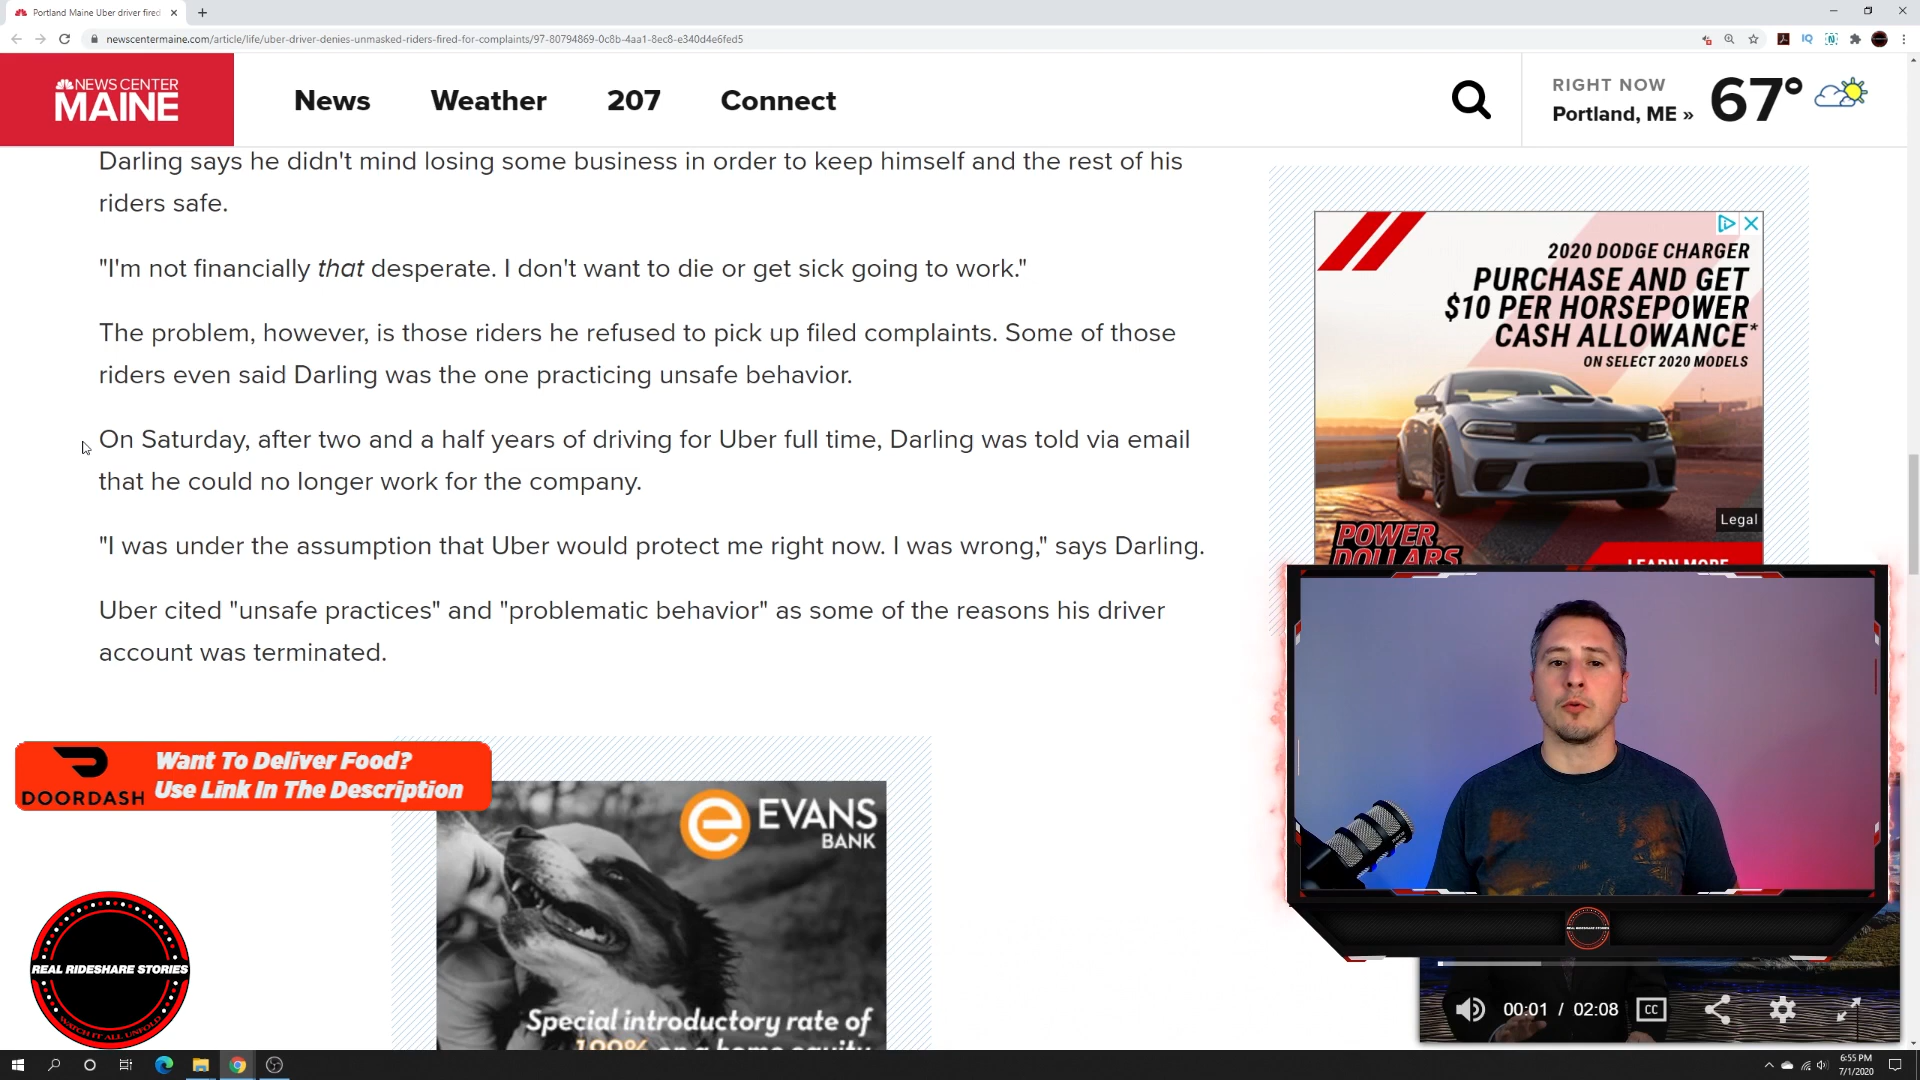 Portland Maine Uber driver fired
newscentermaine.com/article/life/uber-driver-denies-unmasked-riders-fired-for-complaints/97-80794869-0c8b-4aa1-8ec8-e340d4e6fed5
NEWS CENTER
MAINE
News
Weather
207
Connect
RIGHT NOW
Portland, ME »
67°
Darling says he didn't mind losing some business in order to keep himself and the rest of his
riders safe.
"I'm not financially that desperate. I don't want to die or get sick going to work."
The problem, however, is those riders he refused to pick up filed complaints. Some of those
riders even said Darling was the one practicing unsafe behavior.
On Saturday, after two and a half years of driving for Uber full time, Darling was told via email
that he could no longer work for the company.
"I was under the assumption that Uber would protect me right now. I was wrong," says Darling.
Uber cited "unsafe practices" and "problematic behavior" as some of the reasons his driver
account was terminated.
2020 DODGE CHARGER
PURCHASE AND GET
$10 PER HORSEPOWER
CASH ALLOWANCE*
ON SELECT 2020 MODELS
Legal
POWER
DOLLARS
LEARN MORE
DOORDASH
Want To Deliver Food?
Use Link In The Description
EVANS
BANK
Special introductory rate of
REAL RIDESHARE STORIES
WATCH IT ALL UNFOLD
REAL RIDESHARE STORIES
00:01 / 02:08
CC
6:55 PM
7/1/2020